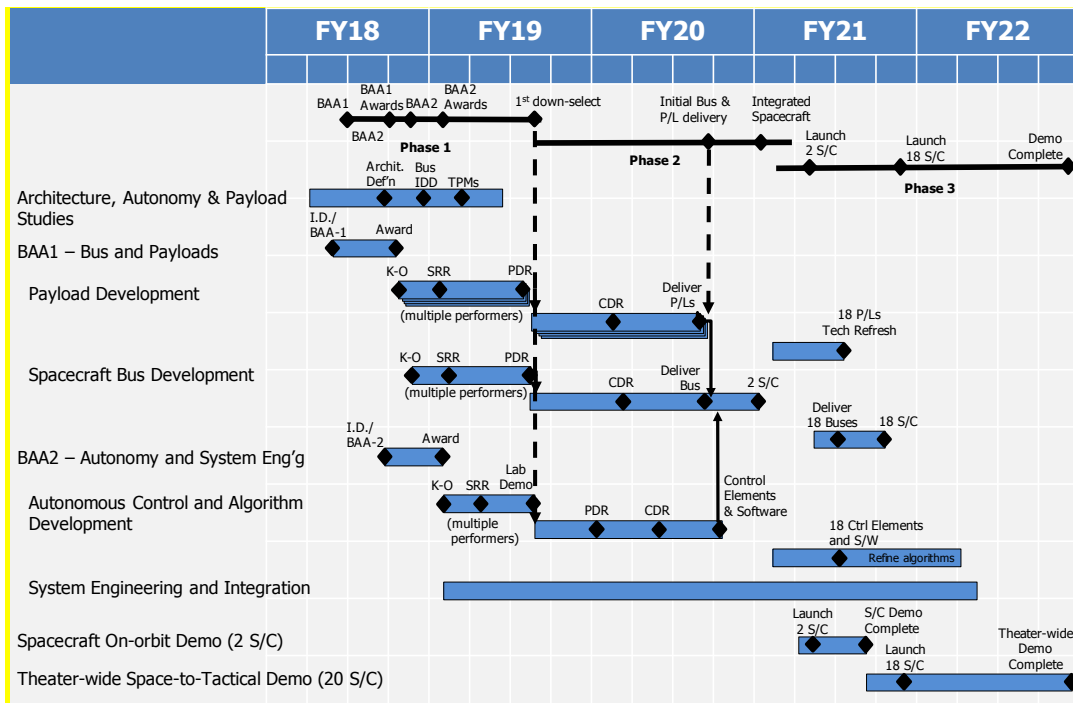 FY18 FY19 FY20 FY21 FY22
BAA1
BAA1
Awards
BAA2
BAA2
BAA2
Awards
1st down-select
Initial Bus &
P/L delivery
Integrated
Spacecraft
Phase 1
Phase 2
Launch
2 S/C
Launch
18 S/C
Demo
Complete
Phase 3
Architecture, Autonomy & Payload
Studies
Archit.
Def'n
Bus
IDD
TPMs
BAA1 – Bus and Payloads
I.D./
BAA-1
Award
Payload Development
K-O
SRR
PDR
(multiple performers)
CDR
Deliver
P/Ls
18 P/Ls
Tech Refresh
Spacecraft Bus Development
K-O
SRR
PDR
(multiple performers)
CDR
Deliver
Bus
2 S/C
Deliver
18 Buses
18 S/C
BAA2 – Autonomy and System Eng'g
I.D./
BAA-2
Award
Autonomous Control and Algorithm
Development
K-O
SRR
Lab
Demo
(multiple
performers)
PDR
CDR
Control
Elements
& Software
18 Ctrl Elements
and S/W
Refine algorithms
System Engineering and Integration
Spacecraft On-orbit Demo (2 S/C)
Launch
2 S/C
S/C Demo
Complete
Theater-wide Space-to-Tactical Demo (20 S/C)
Launch
18 S/C
Theater-wide
Demo
Complete